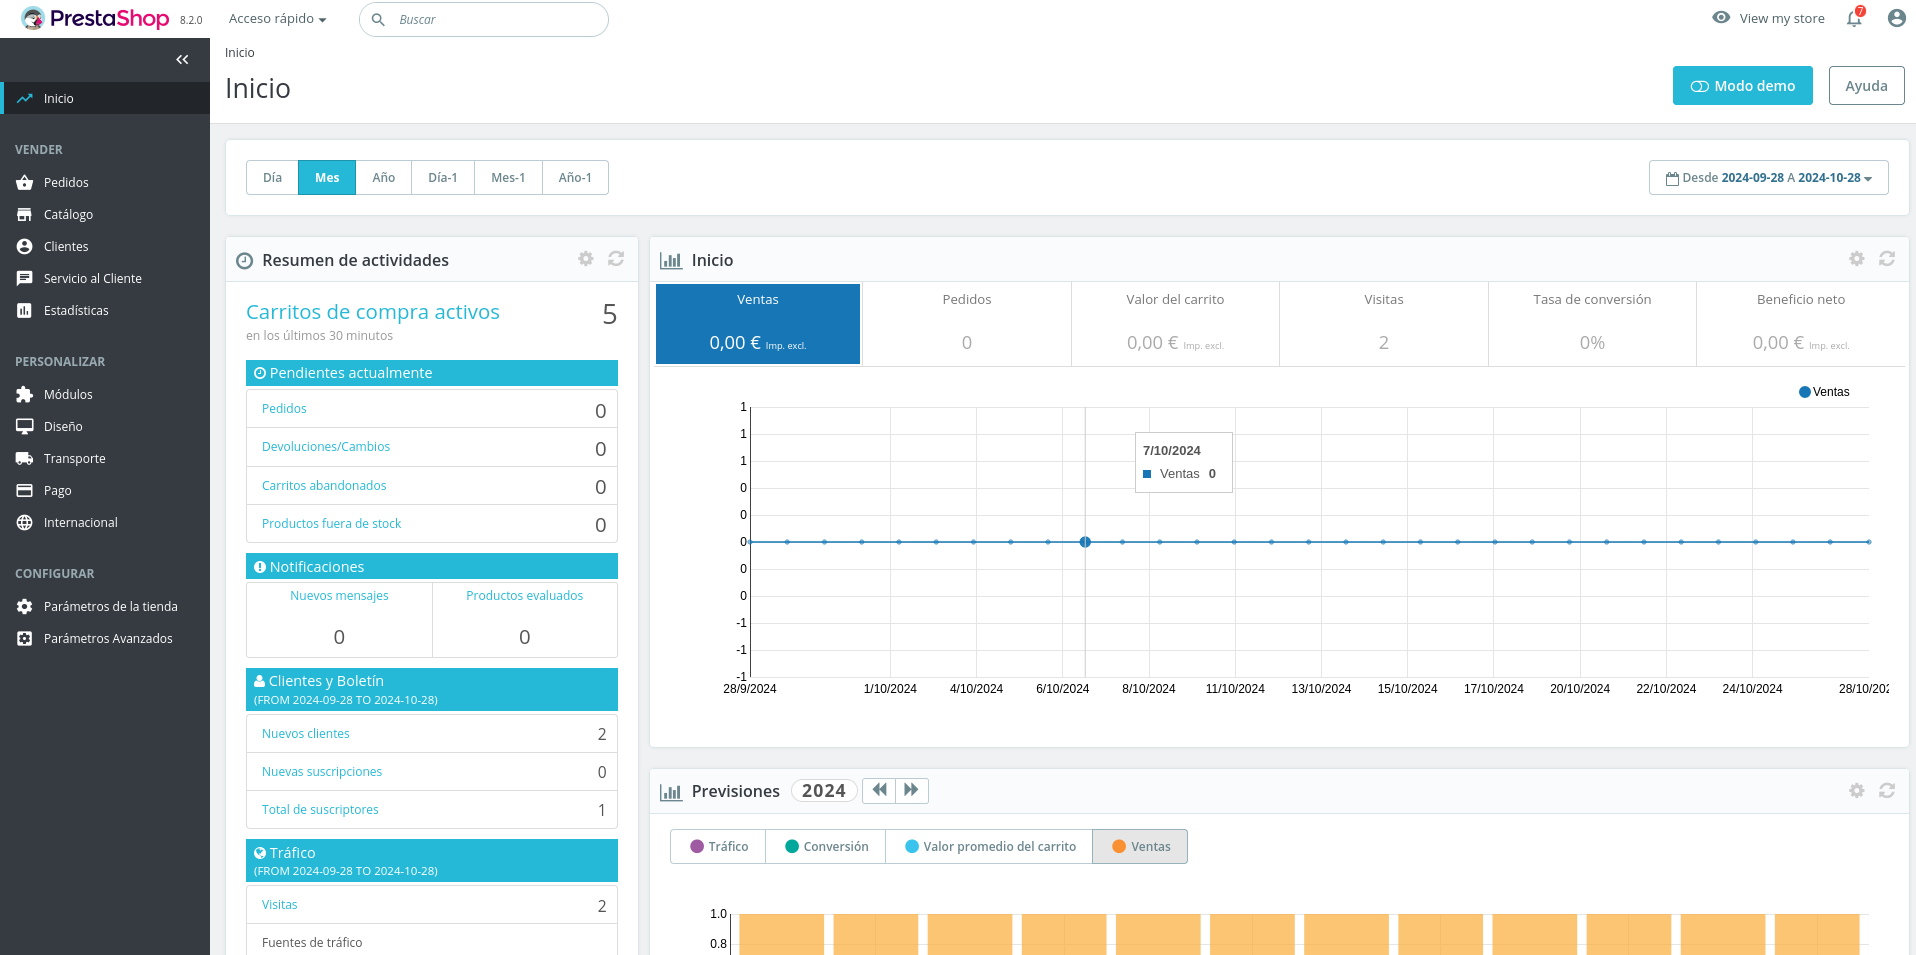 PrestaShop 8.2.0
Acceso rápido
Buscar
View my store
7
Inicio
Inicio
Modo demo
Ayuda
Inicio
VENDER
Pedidos
Catálogo
Clientes
Servicio al Cliente
Estadísticas
PERSONALIZAR
Módulos
Diseño
Transporte
Pago
Internacional
CONFIGURAR
Parámetros de la tienda
Parámetros Avanzados
Día Mes Año Día-1 Mes-1 Año-1
Desde 2024-09-28 A 2024-10-28
Resumen de actividades
Carritos de compra activos 5
en los últimos 30 minutos
Pendientes actualmente
Pedidos 0
Devoluciones/Cambios 0
Carritos abandonados 0
Productos fuera de stock 0
Notificaciones
Nuevos mensajes Productos evaluados
0 0
Clientes y Boletín
(FROM 2024-09-28 TO 2024-10-28)
Nuevos clientes 2
Nuevas suscripciones 0
Total de suscriptores 1
Tráfico
(FROM 2024-09-28 TO 2024-10-28)
Visitas 2
Fuentes de tráfico
Inicio
Ventas Pedidos Valor del carrito Visitas Tasa de conversión Beneficio neto
0,00 € Imp. excl. 0 0,00 € Imp. excl. 2 0% 0,00 € Imp. excl.
Ventas
1
1
1
0
0
0
0
0
-1
-1
-1
7/10/2024
Ventas 0
28/9/2024 1/10/2024 4/10/2024 6/10/2024 8/10/2024 11/10/2024 13/10/2024 15/10/2024 17/10/2024 20/10/2024 22/10/2024 24/10/2024 28/10/202
Previsiones 2024
Tráfico Conversión Valor promedio del carrito Ventas
1.0
0.8